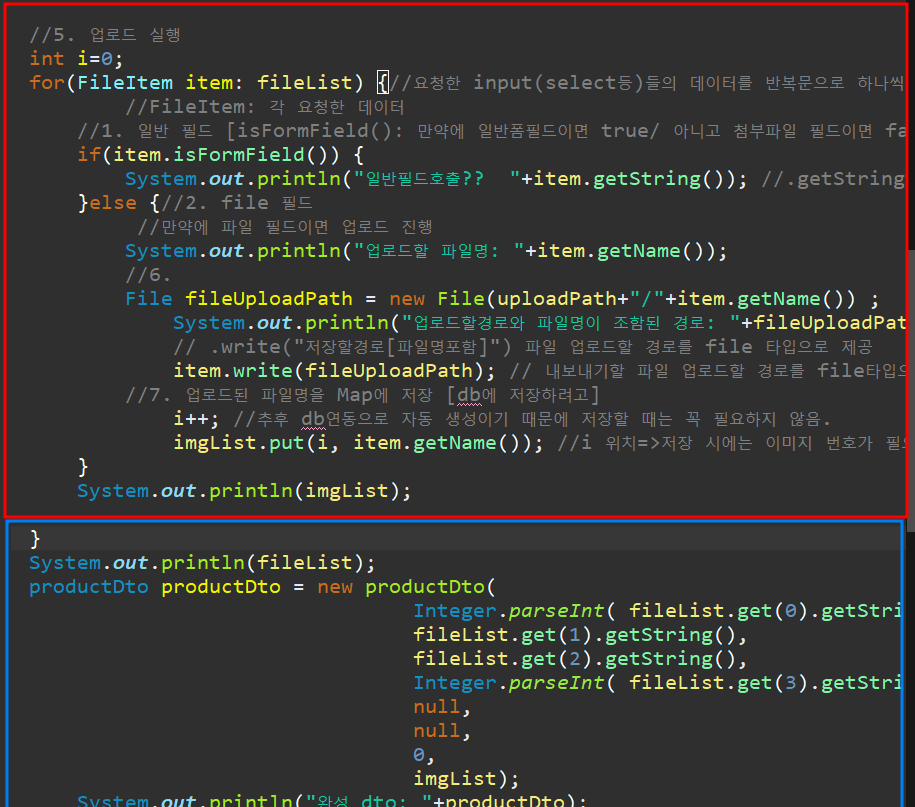 //5. 업로드 실행
int i=0;
for(FileItem item: fileList) {//요청한 input(select등)들의 데이터를 반복문으로 하나씩
//FileItem: 각 요청한 데이터
//1. 일반 필드 [isFormField(): 만약에 일반폼필드이면 true/ 아니고 첨부파일 필드이면 fa
if(item.isFormField()) {
System.out.println("일반필드호출??  "+item.getString()); //.getString
}else {//2. file 필드
//만약에 파일 필드이면 업로드 진행
System.out.println("업로드할 파일명: "+item.getName());
//6.
File fileUploadPath = new File(uploadPath+"/"+item.getName()) ;
System.out.println("업로드할경로와 파일명이 조함된 경로: "+fileUploadPat
// .write("저장할경로[파일명포함]") 파일 업로드할 경로를 file 타입으로 제공
item.write(fileUploadPath); // 내보내기할 파일 업로드할 경로를 file타입으
//7. 업로드된 파일명을 Map에 저장 [db에 저장하려고]
i++; //추후 db연동으로 자동 생성이기 때문에 저장할 때는 꼭 필요하지 않음.
imgList.put(i, item.getName()); //i 위치=>저장 시에는 이미지 번호가 필요
}
System.out.println(imgList);
}
System.out.println(fileList);
productDto productDto = new productDto(
Integer.parseInt( fileList.get(0).getStri
fileList.get(1).getString(),
fileList.get(2).getString(),
Integer.parseInt( fileList.get(3).getStri
null,
null,
0,
imgList);
System.out.println("완성 dto: "+productDto);